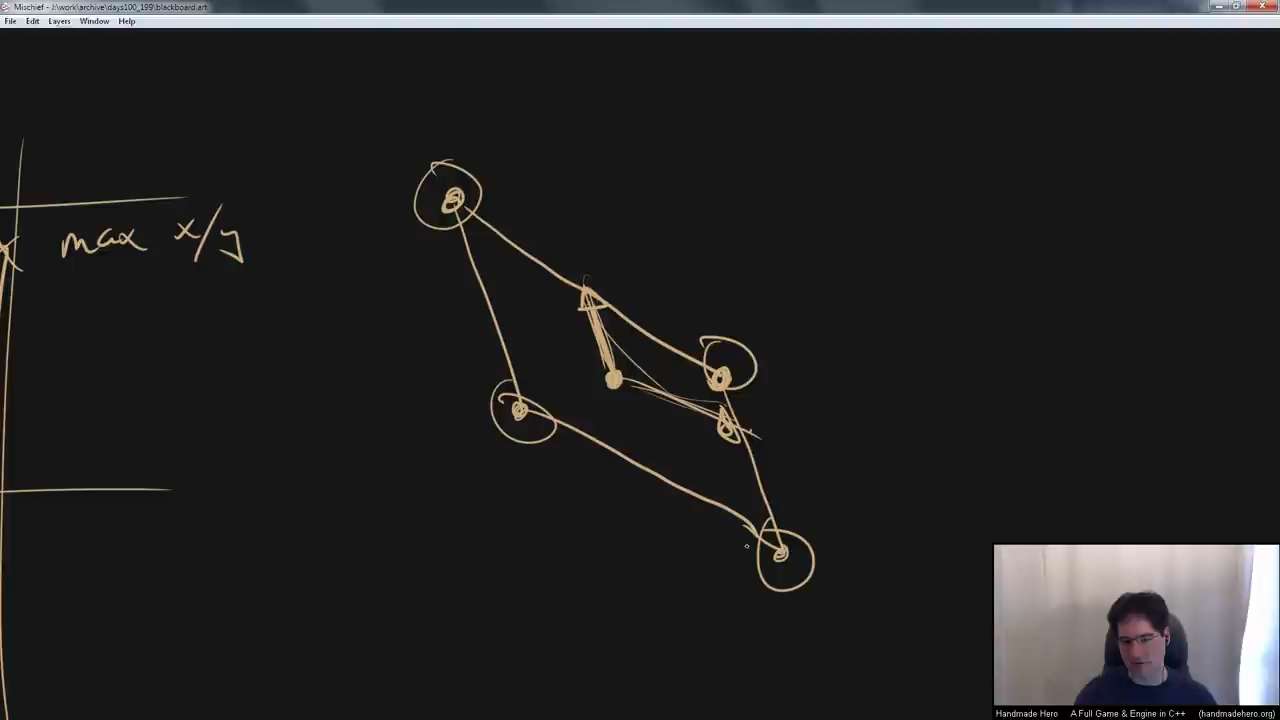 Mischief - J:\work\archive\days100_199\blackboard.art
File Edit Layers Window Help
max x/y
Handmade Hero A Full Game & Engine in C++ (handmadehero.org)